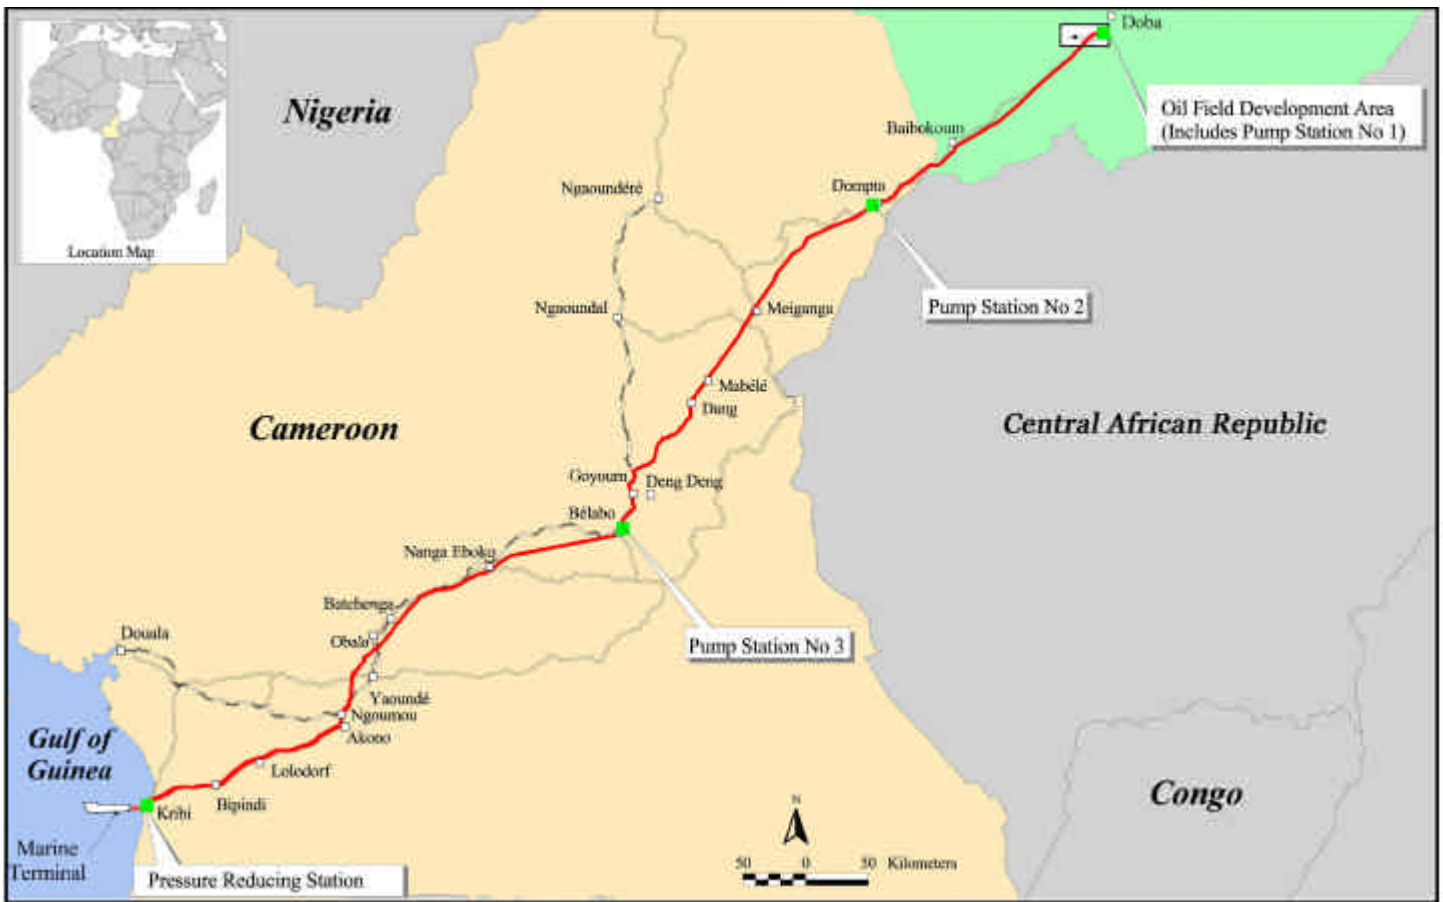 Doba
Nigeria
Oil Field Development Area
(Includes Pump Station No 1)
Baibokoum
Ngaoundéré
Dompta
Location Map
Pump Station No 2
Ngaoundal
Meiganga
Mabélé
Dang
Cameroon
Central African Republic
Goyoum
Deng Deng
Bélabo
Nanga Eboko
Batchenga
Douala
Obala
Pump Station No 3
Yaoundé
Ngoumou
Akono
Gulf of
Guinea
Lolodorf
Bipindi
Kribi
Congo
N
Marine
Terminal
50 0 50 Kilometers
Pressure Reducing Station